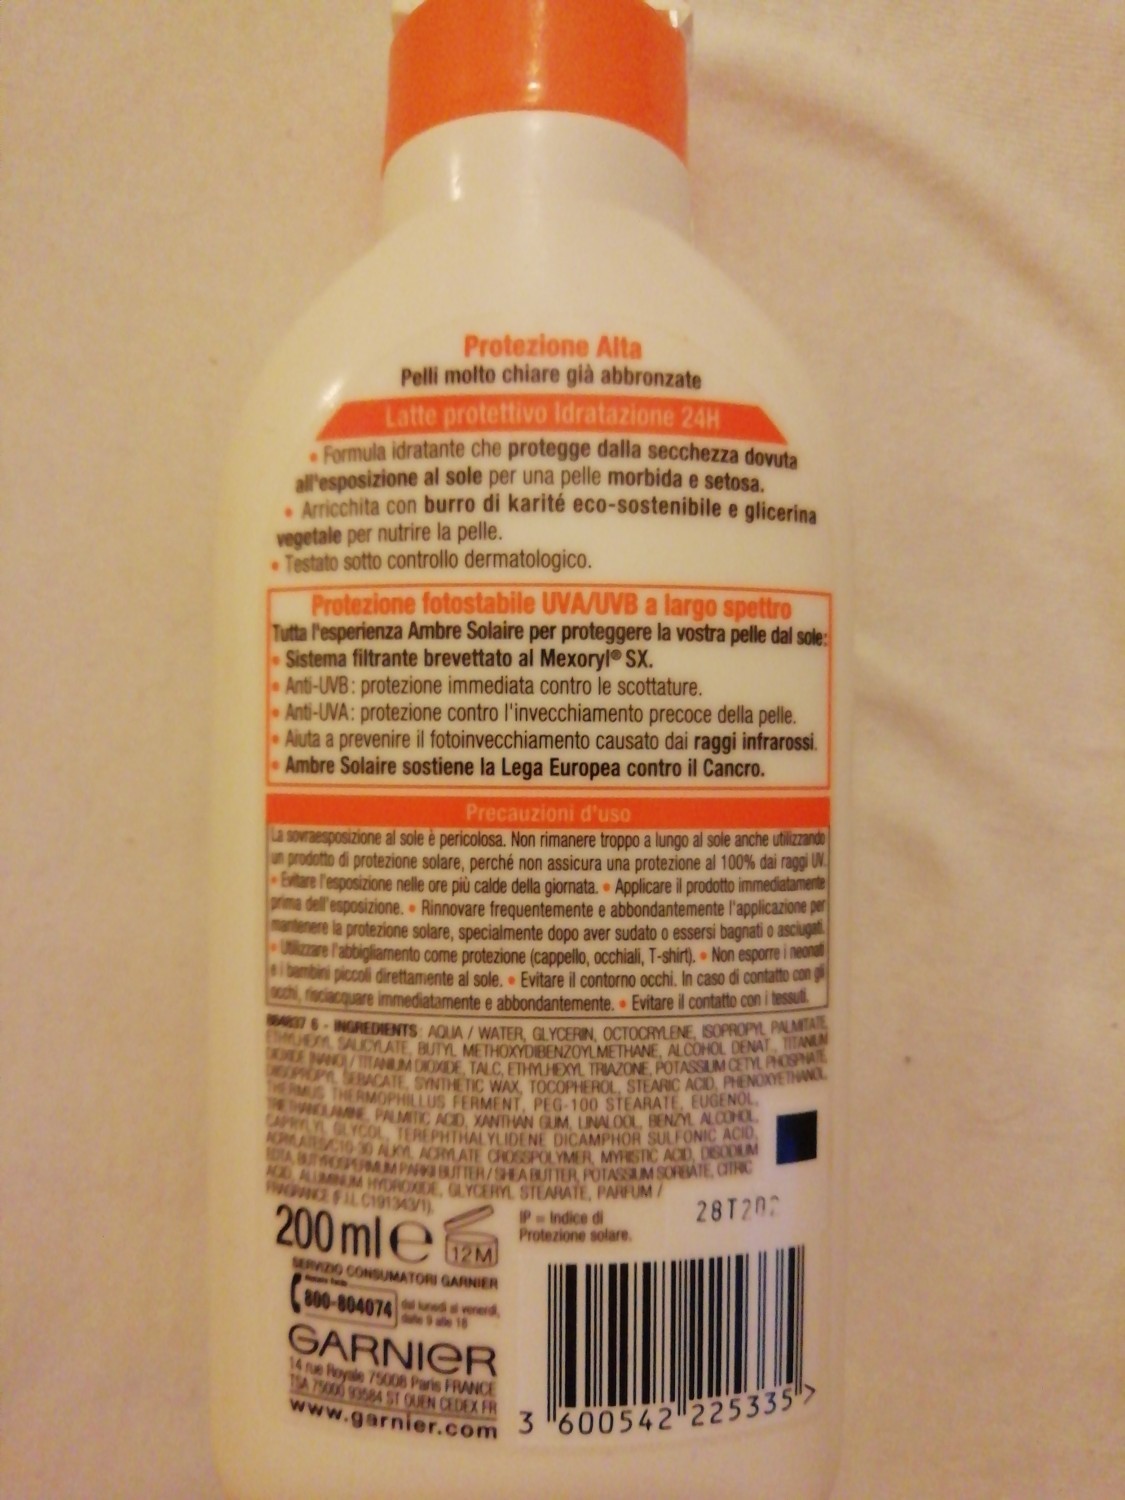 Protezione Alta
Pelli molto chiare già abbronzate
Latte protettivo Idratazione 24H
• Formula idratante che protegge dalla secchezza dovuta
all'esposizione al sole per una pelle morbida e setosa.
• Arricchita con burro di karité eco-sostenibile e glicerina
vegetale per nutrire la pelle.
• Testato sotto controllo dermatologico.
Protezione fotostabile UVA/UVB a largo spettro
Tutta l'esperienza Ambre Solaire per proteggere la vostra pelle dal sole:
• Sistema filtrante brevettato al Mexoryl® SX.
• Anti-UVB: protezione immediata contro le scottature.
• Anti-UVA: protezione contro l'invecchiamento precoce della pelle.
• Aiuta a prevenire il fotoinvecchiamento causato dai raggi infrarossi.
• Ambre Solaire sostiene la Lega Europea contro il Cancro.
Precauzioni d'uso
La sovraesposizione al sole è pericolosa. Non rimanere troppo a lungo al sole anche utilizzando
un prodotto di protezione solare, perché non assicura una protezione al 100% dai raggi UV.
• Evitare l'esposizione nelle ore più calde della giornata. • Applicare il prodotto immediatamente
prima dell'esposizione. • Rinnovare frequentemente e abbondantemente l'applicazione per
mantenere la protezione solare, specialmente dopo aver sudato o essersi bagnati o asciugati.
• Utilizzare l'abbigliamento come protezione (cappello, occhiali, T-shirt). • Non esporre i neonati
e i bambini piccoli direttamente al sole. • Evitare il contorno occhi. In caso di contatto con gli
occhi, risciacquare immediatamente e abbondantemente. • Evitare il contatto con i tessuti.
6 - INGREDIENTS: AQUA / WATER, GLYCERIN, OCTOCRYLENE, ISOPROPYL PALMITATE,
ETHYLHEXYL SALICYLATE, BUTYL METHOXYDIBENZOYLMETHANE, ALCOHOL DENAT., TITANIUM
DIOXIDE [NANO] / TITANIUM DIOXIDE, TALC, ETHYLHEXYL TRIAZONE, POTASSIUM CETYL PHOSPHATE,
DIISOPROPYL SEBACATE, SYNTHETIC WAX, TOCOPHEROL, STEARIC ACID, PHENOXYETHANOL,
THERMUS THERMOPHILLUS FERMENT, PEG-100 STEARATE, EUGENOL,
TRIETHANOLAMINE, PALMITIC ACID, XANTHAN GUM, LINALOOL, BENZYL ALCOHOL,
CAPRYLYL GLYCOL, TEREPHTHALYLIDENE DICAMPHOR SULFONIC ACID,
ACRYLATES/C10-30 ALKYL ACRYLATE CROSSPOLYMER, MYRISTIC ACID, DISODIUM
EDTA, BUTYROSPERMUM PARKII BUTTER / SHEA BUTTER, POTASSIUM SORBATE, CITRIC
ACID, ALUMINUM HYDROXIDE, GLYCERYL STEARATE, PARFUM /
FRAGRANCE (F.I.L. C191343/1).
28T20
200 ml e
12M
IP = Indice di
Protezione solare.
SERVIZIO CONSUMATORI GARNIER
800-804074
dal lunedì al venerdì,
dalle 9 alle 18
GARNIER
14 rue Royale 75008 Paris FRANCE
TSA 75000 93584 ST OUEN CEDEX FR
www.garnier.com
3 600542 225335 >